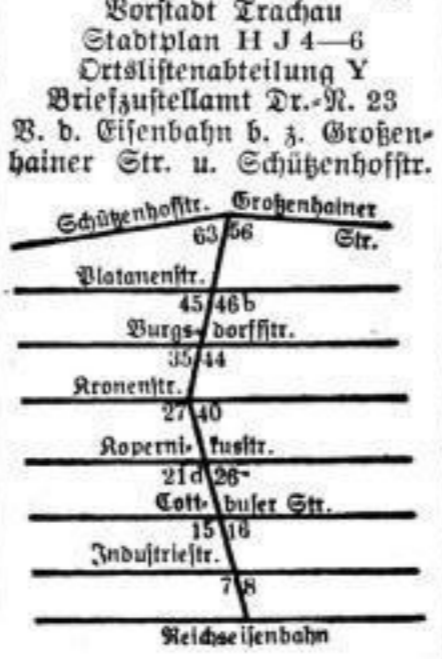 Vorstadt Trachau
Stadtplan H J 4—6
Ortslistenabteilung Y
Briefzustellamt Dr.-N. 23
V. d. Eisenbahn b. z. Großen-
hainer Str. u. Schützenhofstr.
Schützenhofstr. Großenhainer
63 56 Str.
Platanenstr.
45 46b
Burgs- dorffstr.
35 44
Kronenstr.
27 40
Koperni- kusstr.
21d 26
Cott- buser Str.
15 16
Industriestr.
7 8
Reichseisenbahn